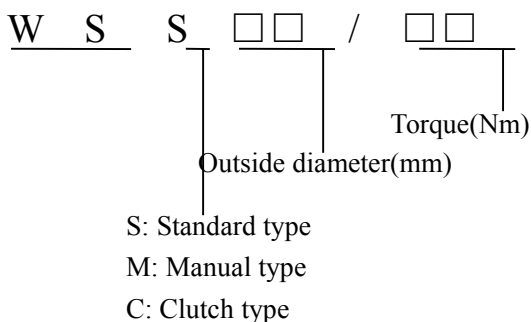 W S S □□ / □□
Torque(Nm)
Outside diameter(mm)
S: Standard type
M: Manual type
C: Clutch type